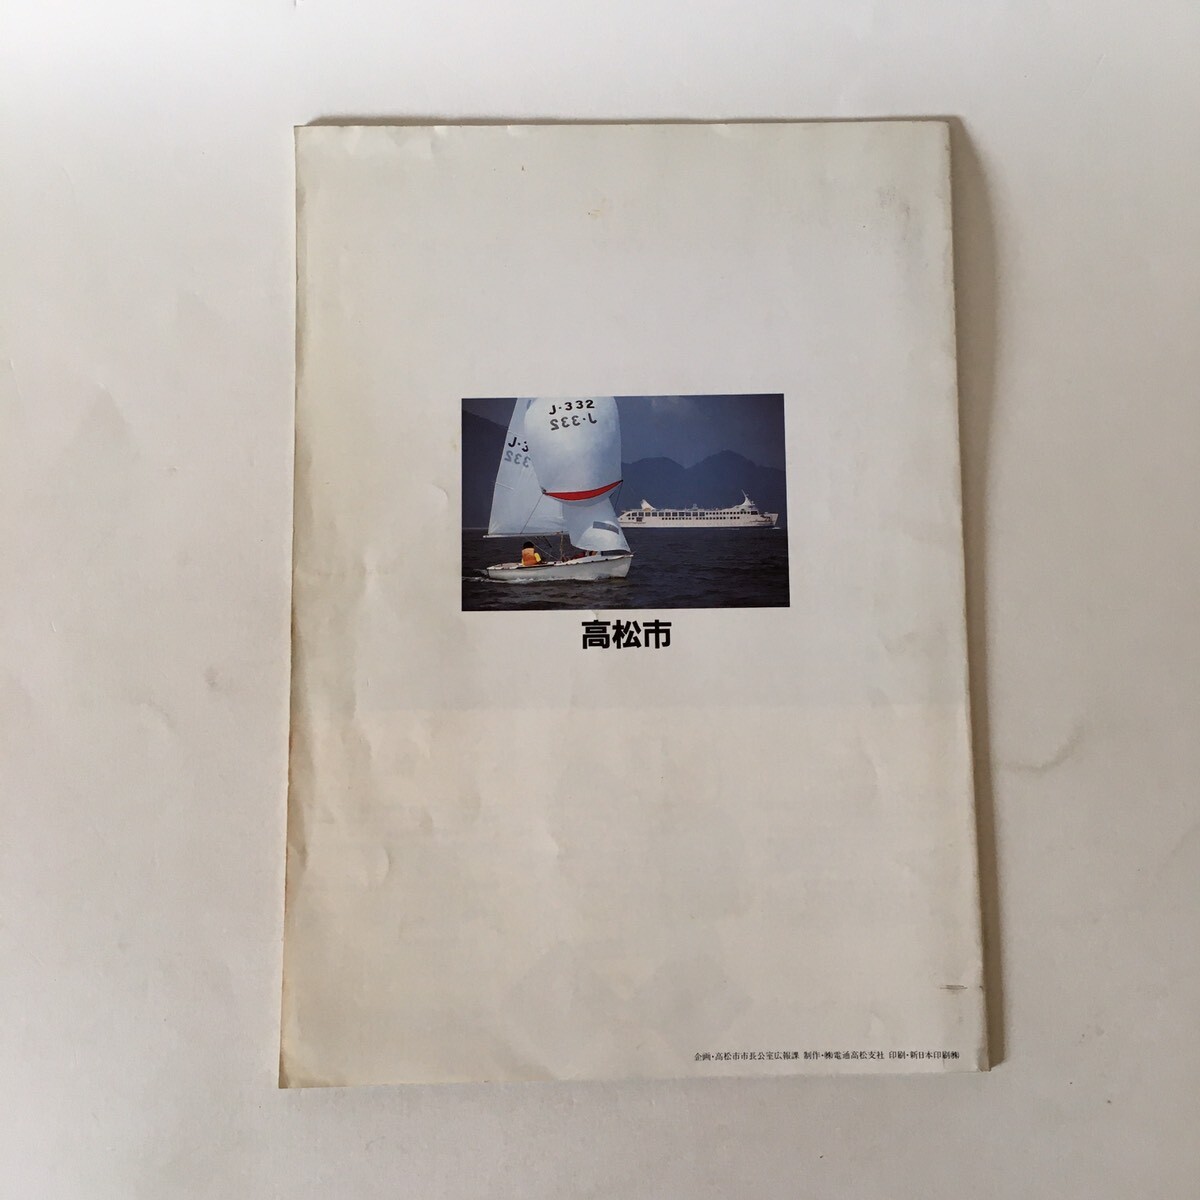 J-332
332-J
J-3
332
高松市
企画・高松市市長公室広報課 制作・㈱電通高松支社 印刷・新日本印刷㈱